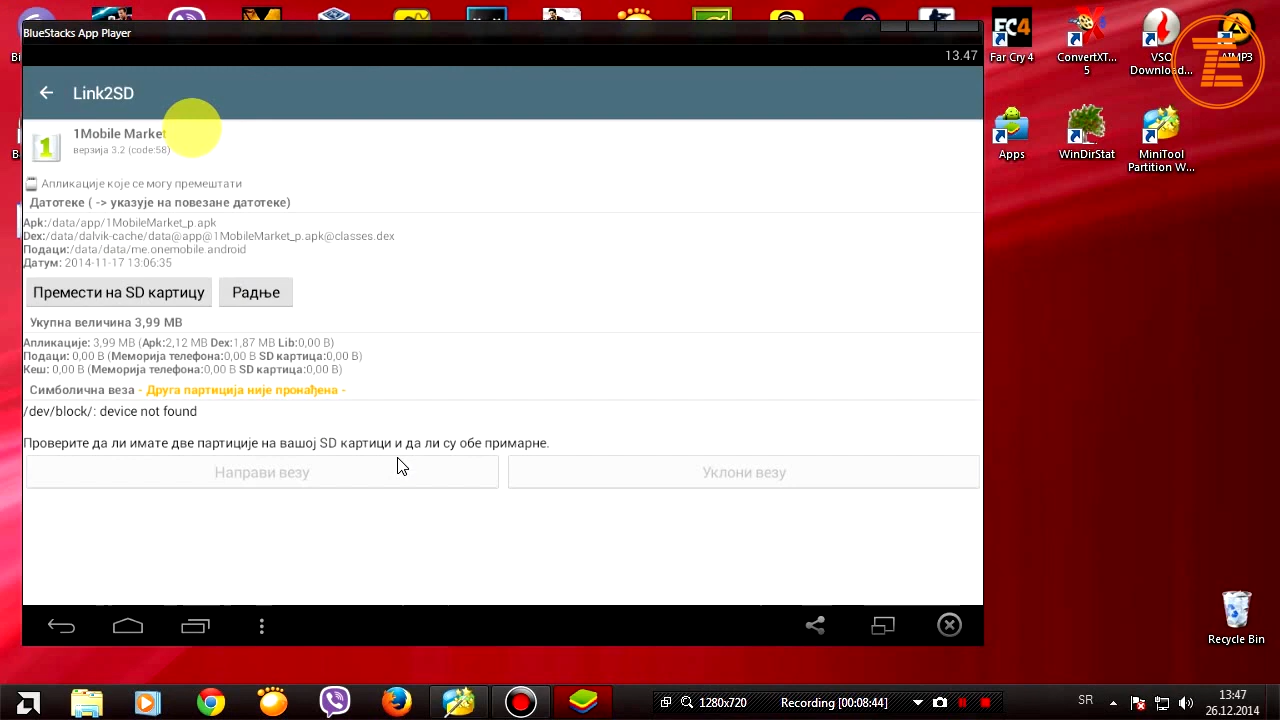 BlueStacks App Player
13.47
Link2SD
1Mobile Market
верзија 3.2 (code:58)
Апликације које се могу премештати
Датотеке ( -> указује на повезане датотеке)
Apk:/data/app/1MobileMarket_p.apk
Dex:/data/dalvik-cache/data@app@1MobileMarket_p.apk@classes.dex
Подаци:/data/data/me.onemobile.android
Датум: 2014-11-17 13:06:35
Премести на SD картицу
Радње
Укупна величина 3,99 MB
Апликације: 3,99 MB (Apk:2,12 MB Dex:1,87 MB Lib:0,00 B)
Подаци: 0,00 B (Меморија телефона:0,00 B SD картица:0,00 B)
Кеш: 0,00 B (Меморија телефона:0,00 B SD картица:0,00 B)
Симболична веза - Друга партиција није пронађена -
/dev/block/: device not found
Проверите да ли имате две партиције на вашој SD картици и да ли су обе примарне.
Направи везу
Уклони везу
FC4
Far Cry 4
ConvertXT... 5
VSO Download...
AIMP3
Apps
WinDirStat
MiniTool Partition W...
Recycle Bin
1280x720
Recording [00:08:44]
SR
13:47
26.12.2014